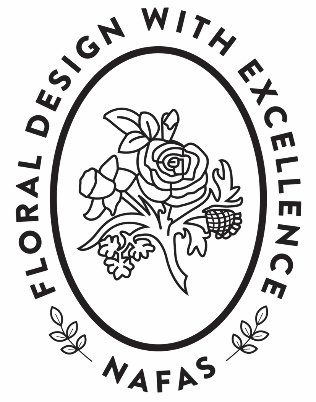 FLORAL DESIGN WITH EXCELLENCE
NAFAS